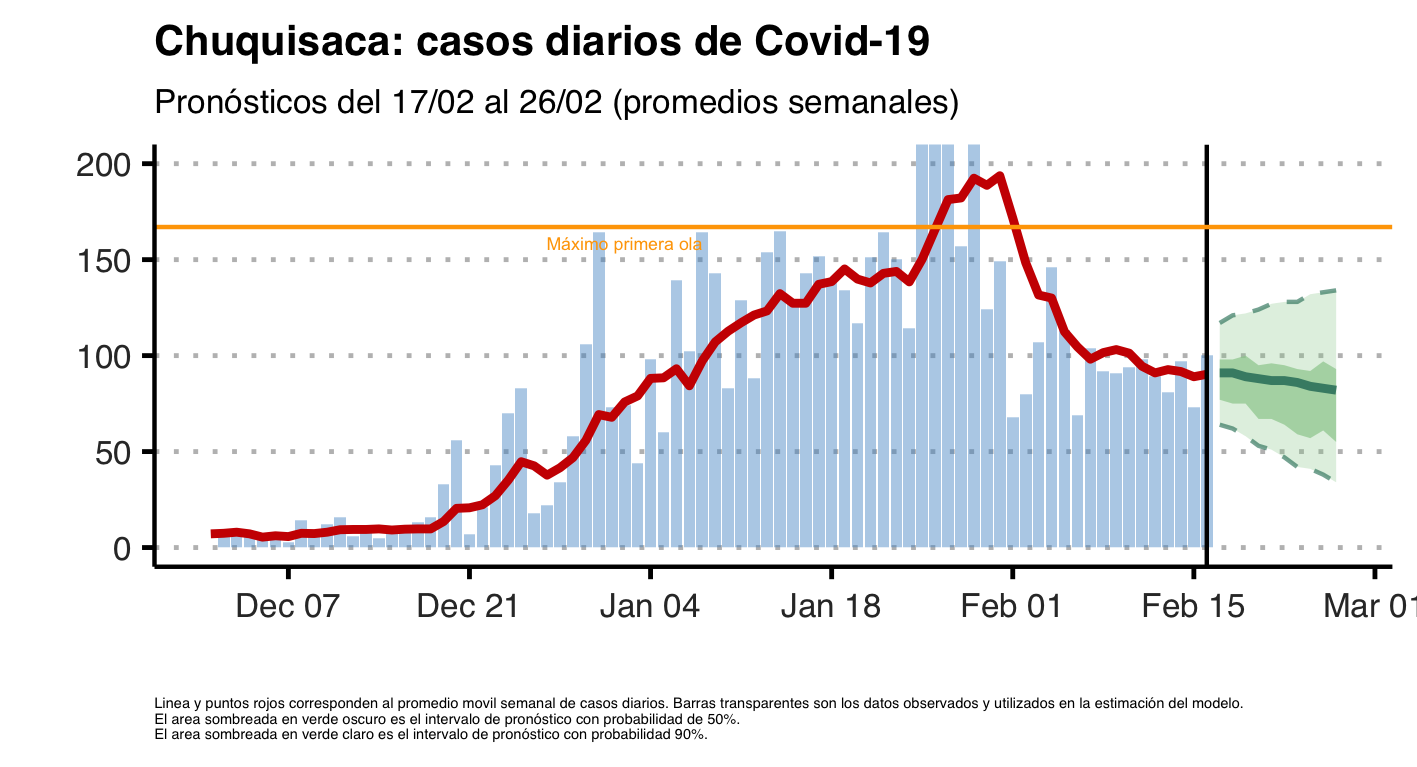 Chuquisaca: casos diarios de Covid-19
Pronósticos del 17/02 al 26/02 (promedios semanales)
200
150
100
50
0
Máximo primera ola
Dec 07
Dec 21
Jan 04
Jan 18
Feb 01
Feb 15
Mar 01
Linea y puntos rojos corresponden al promedio movil semanal de casos diarios. Barras transparentes son los datos observados y utilizados en la estimación del modelo.
El area sombreada en verde oscuro es el intervalo de pronóstico con probabilidad de 50%.
El area sombreada en verde claro es el intervalo de pronóstico con probabilidad 90%.